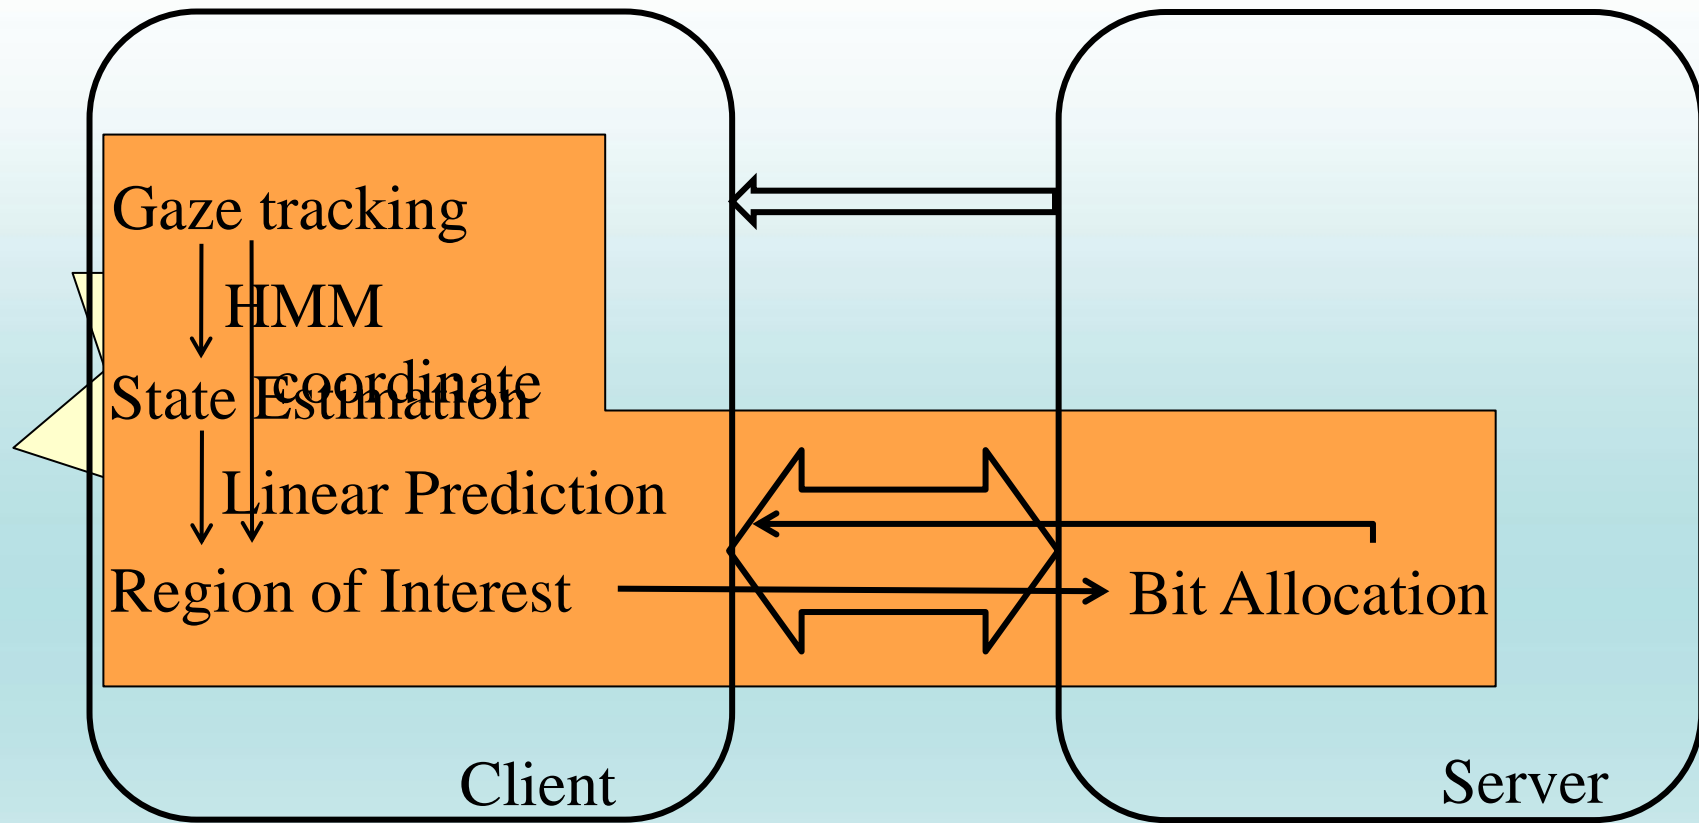 Gaze tracking
HMM
coordinate
State Estimation
Linear Prediction
Region of Interest
Bit Allocation
Client
Server